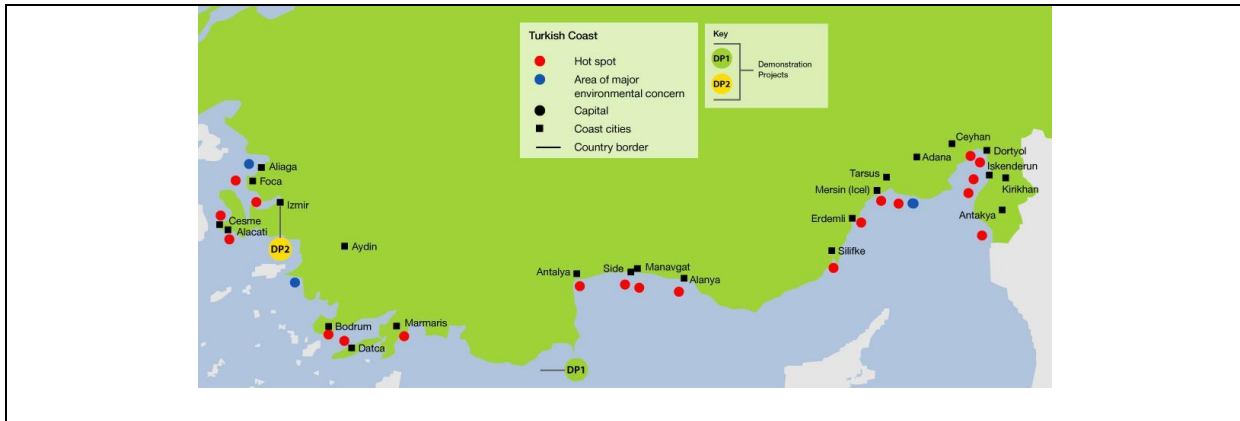 Turkish Coast
Hot spot
Area of major
environmental concern
Capital
Coast cities
Country border
Key
DP1
DP2
Demonstration
Projects
Aliaga
Foca
Izmir
Cesme
Alacati
DP2
Aydin
Bodrum
Datca
Marmaris
Antalya
Side
Manavgat
Alanya
DP1
Silifke
Erdemli
Mersin (Icel)
Tarsus
Adana
Ceyhan
Dortyol
Iskenderun
Kirikhan
Antakya